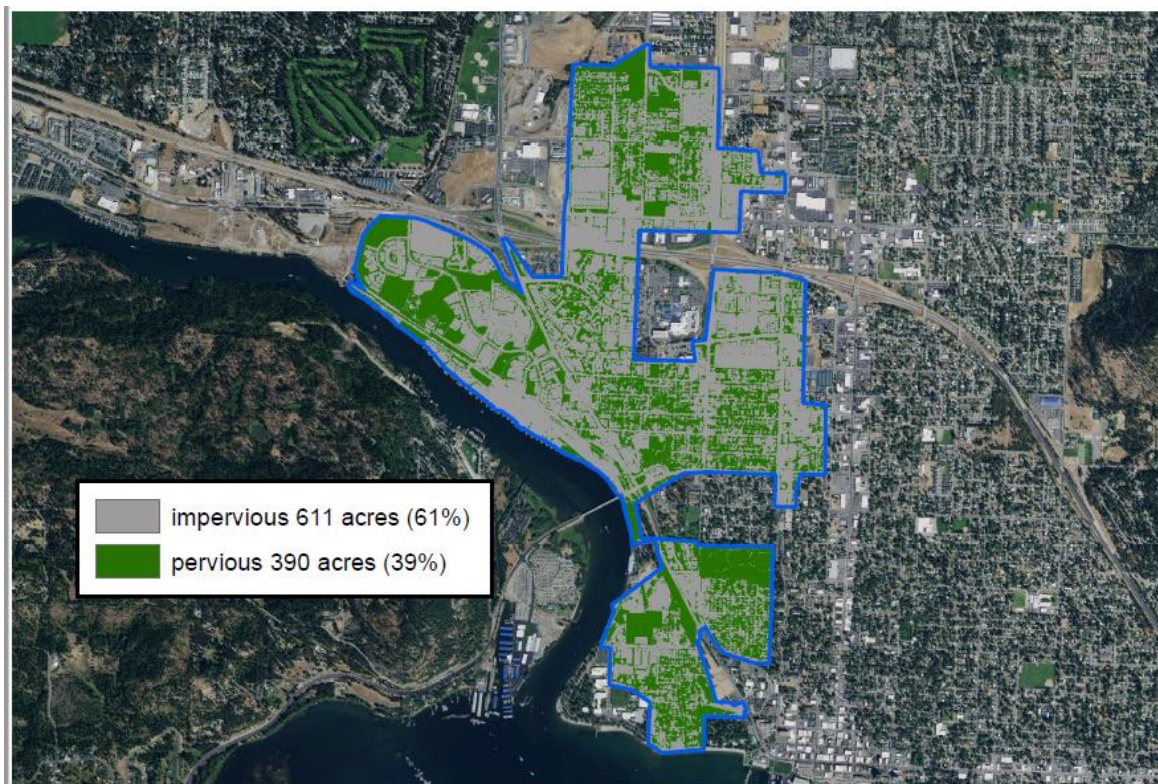 impervious 611 acres (61%)
pervious 390 acres (39%)